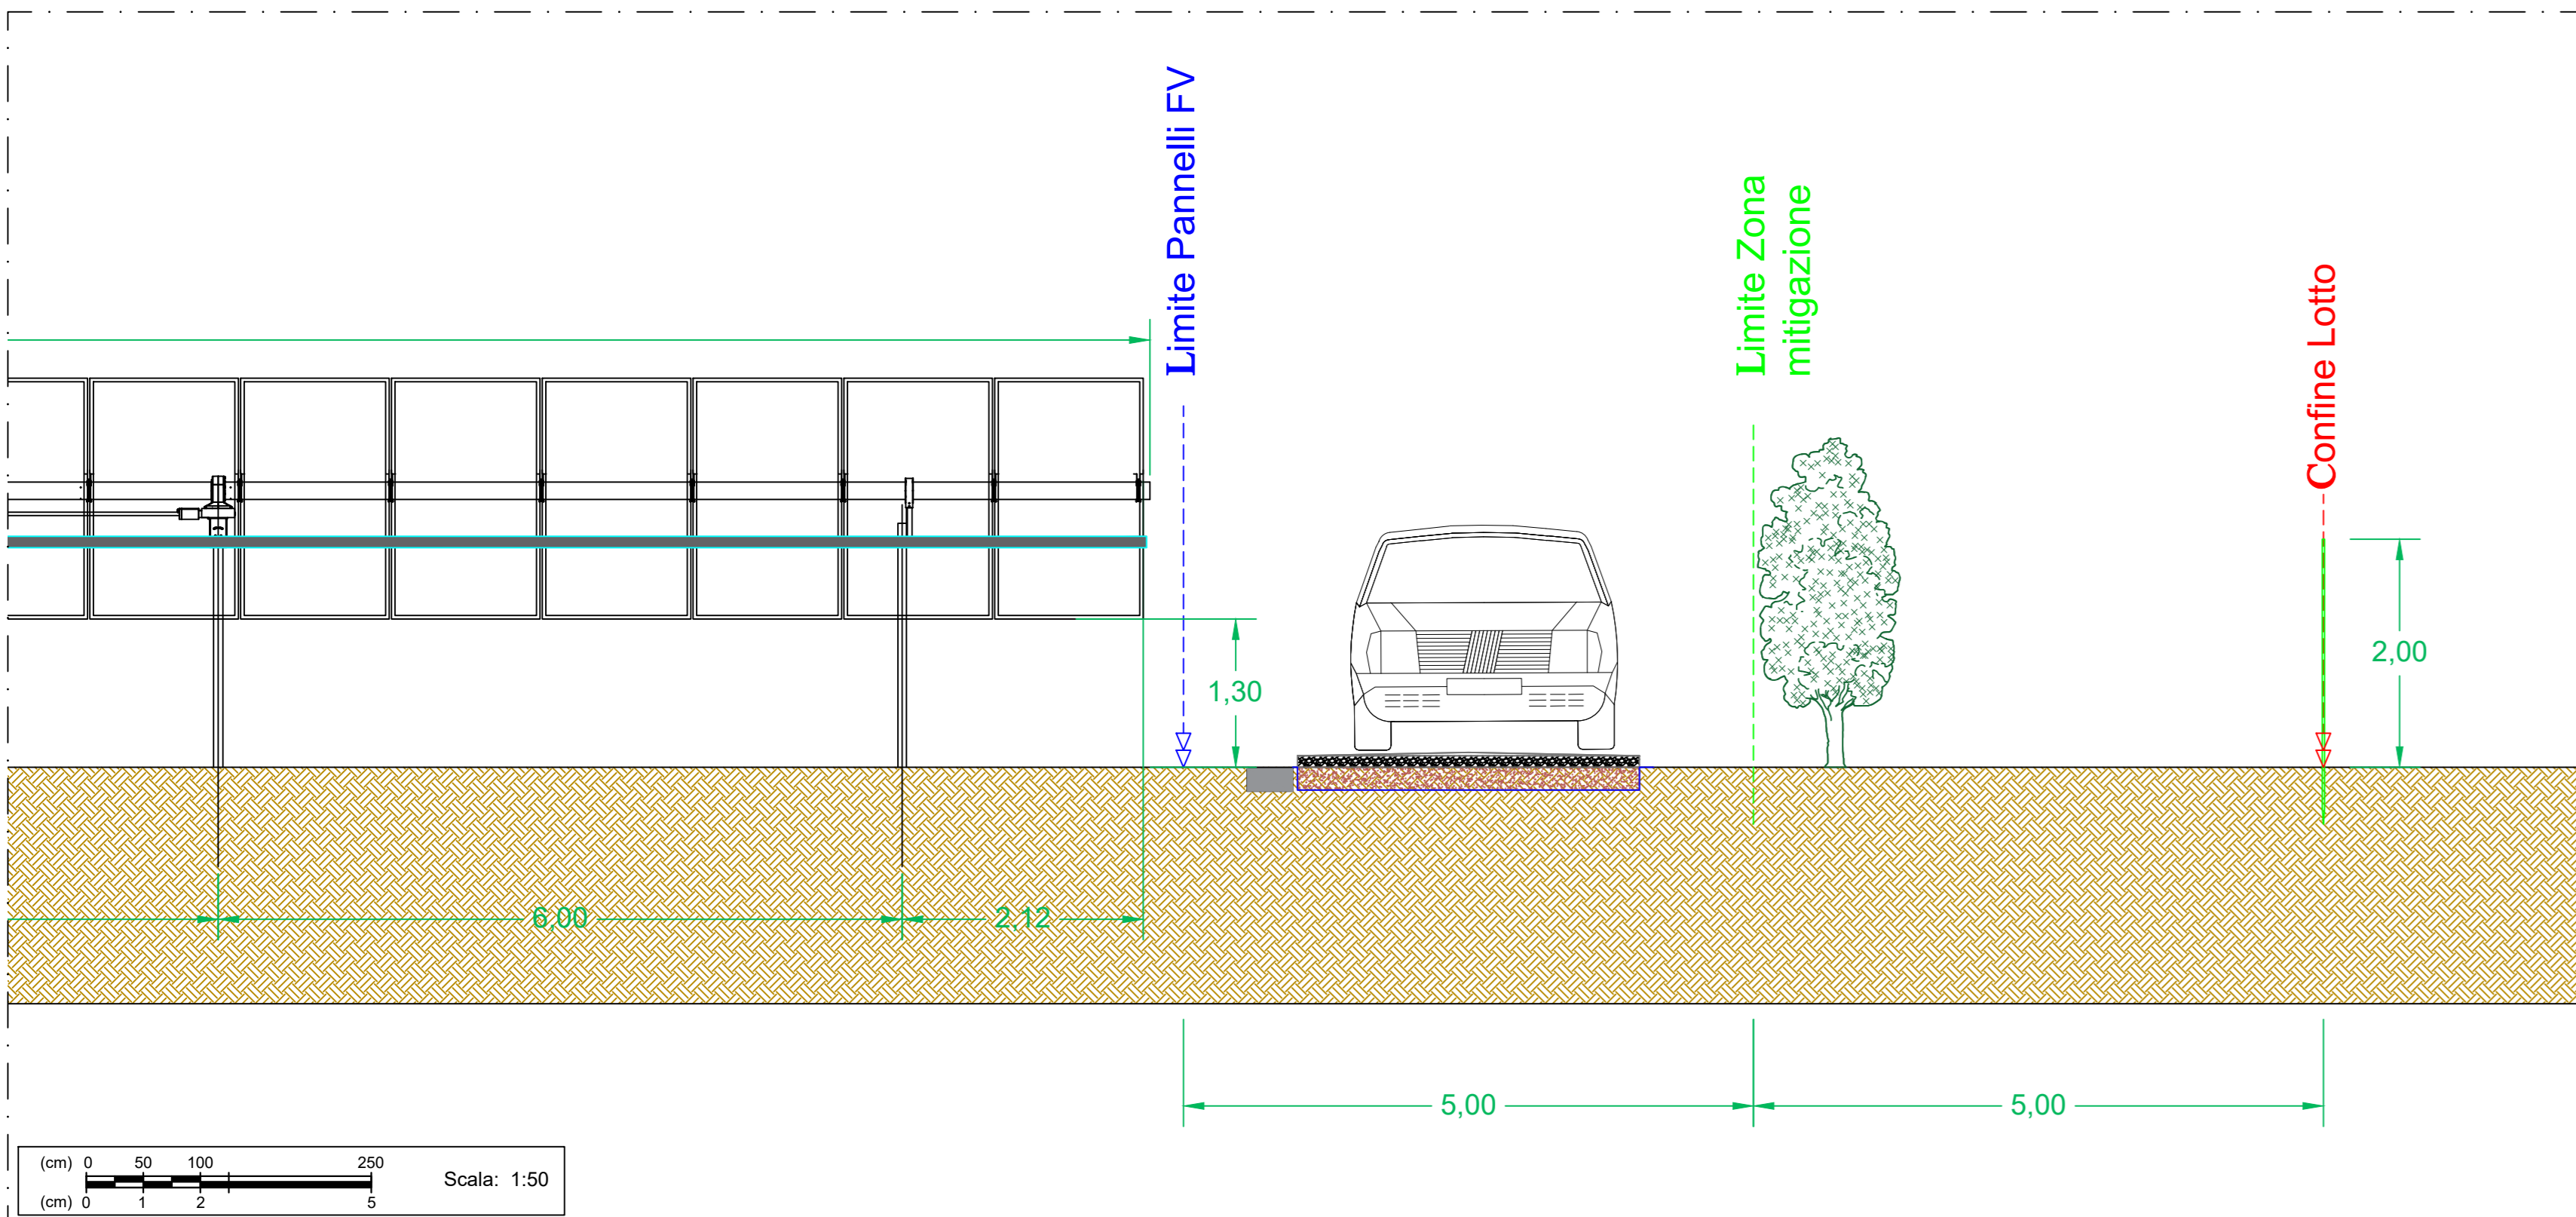 Limite Pannelli FV
Limite Zona
mitigazione
Confine Lotto
2,00
1,30
6,00
2,12
5,00
5,00
(cm) 0 50 100 250
Scala: 1:50
(cm) 0 1 2 5